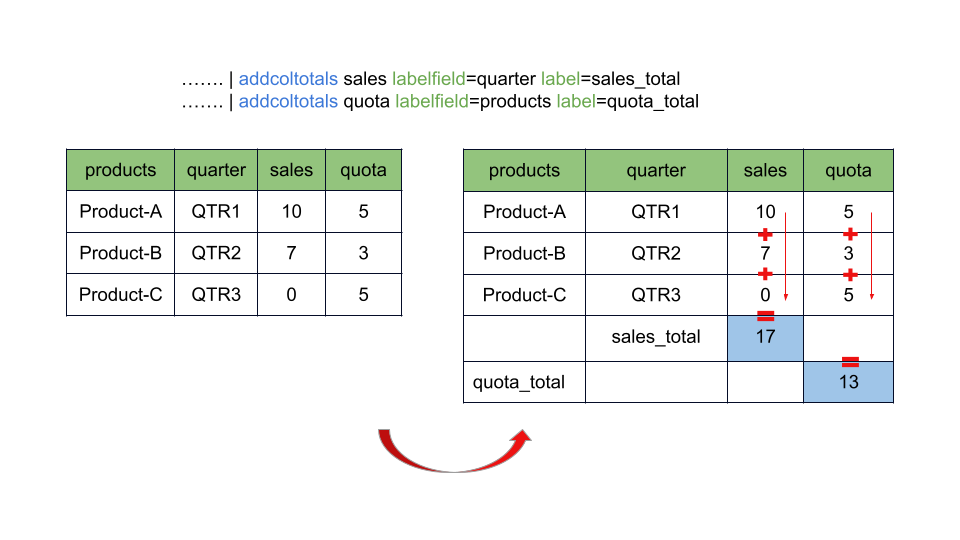 ……. | addcoltotals sales labelfield=quarter label=sales_total
……. | addcoltotals quota labelfield=products label=quota_total
products quarter sales quota
Product-A QTR1 10 5
Product-B QTR2 7 3
Product-C QTR3 0 5
products quarter sales quota
Product-A QTR1 10 5
Product-B QTR2 7 3
Product-C QTR3 0 5
sales_total 17
quota_total 13